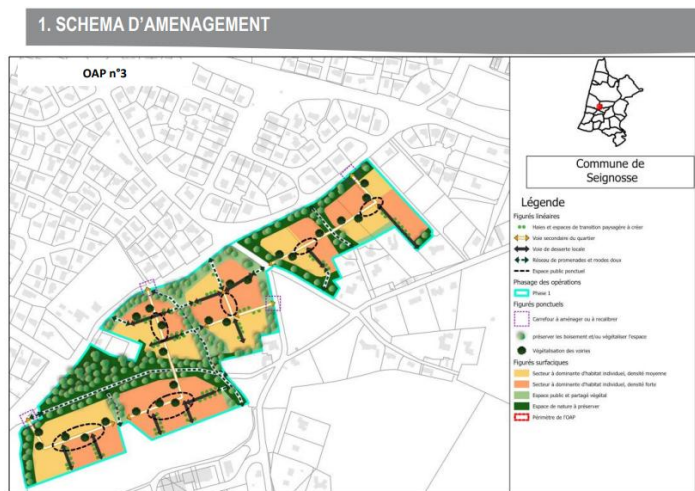 1. SCHEMA D'AMENAGEMENT
OAP n°3
Commune de
Seignosse
Légende
Figurés linéaires
Haies et espaces de transition paysagère à créer
Voie secondaire du quartier
Voie de desserte locale
Réseau de promenades et modes doux
Espace public ponctuel
Phasage des opérations
Phase 1
Figurés ponctuels
Carrefour à aménager ou à recalibrer
préserver les boisement et/ou végétaliser l'espace
Végétalisation des voiries
Figurés surfaciques
Secteur à dominante d'habitat individuel, densité moyenne
Secteur à dominante d'habitat individuel, densité forte
Espace public et partagé végétal
Espace de nature à préserver
Périmètre de l'OAP